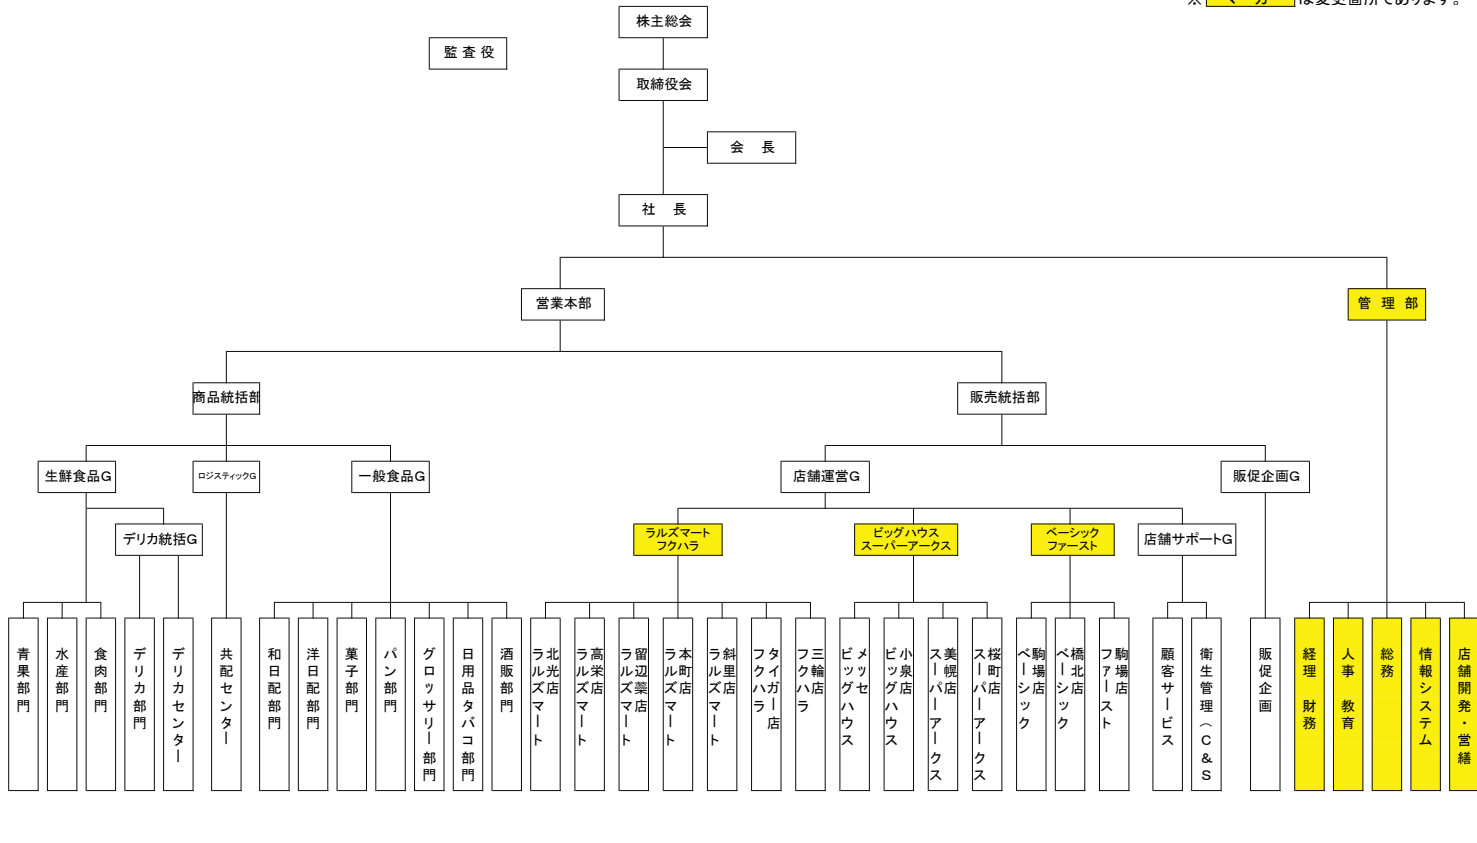 ※ マーカー は変更箇所であります。
株主総会
監査役
取締役会
会 長
社 長
営業本部
管 理 部
商品統括部
販売統括部
生鮮食品G
ロジスティックG
一般食品G
店舗運営G
販促企画G
デリカ統括G
ラルズマート
フクハラ
ビッグハウス
スーパーアークス
ベーシック
ファースト
店舗サポートG
青果部門
水産部門
食肉部門
デリカ部門
デリカセンター
共配センター
和日配部門
洋日配部門
菓子部門
パン部門
グロッサリー部門
日用品タバコ部門
酒販部門
北光店
ラルズマート
高栄店
ラルズマート
留辺蘂店
ラルズマート
本町店
ラルズマート
斜里店
ラルズマート
タイガー店
フクハラ
三輪店
フクハラ
メッセ
ビッグハウス
小泉店
ビッグハウス
美幌店
スーパーアークス
桜町店
スーパーアークス
駒場店
ベーシック
橋北店
ベーシック
駒場店
ファースト
顧客サービス
衛生管理(C&S
販促企画
経理 財務
人事 教育
総務
情報システム
店舗開発・営繕